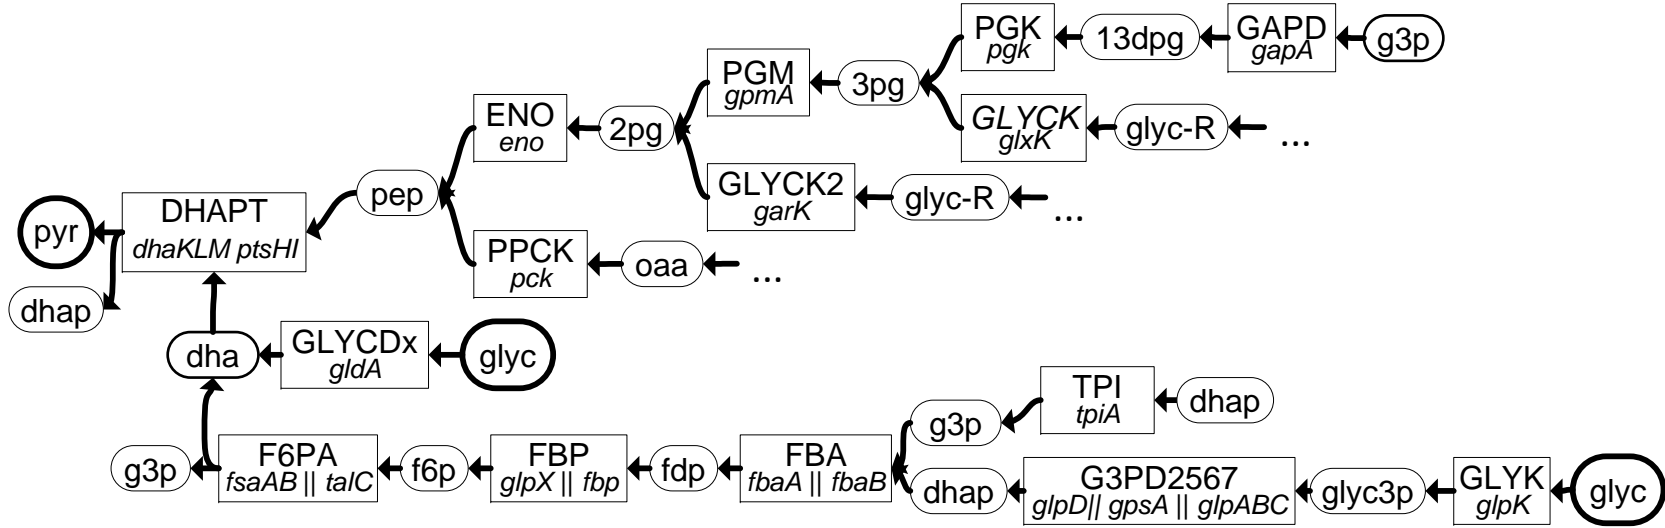 PGK
pgk
13dpg
GAPD
gapA
g3p
PGM
gpmA
3pg
ENO
eno
2pg
GLYCK
glxK
glyc-R
...
pep
GLYCK2
garK
glyc-R
...
DHAPT
dhaKLM ptsHI
pyr
PPCK
pck
oaa
...
dhap
dha
GLYCDx
gldA
glyc
TPI
tpiA
dhap
g3p
g3p
F6PA
fsaAB || talC
f6p
FBP
glpX || fbp
fdp
FBA
fbaA || fbaB
dhap
G3PD2567
glpD|| gpsA || glpABC
glyc3p
GLYK
glpK
glyc